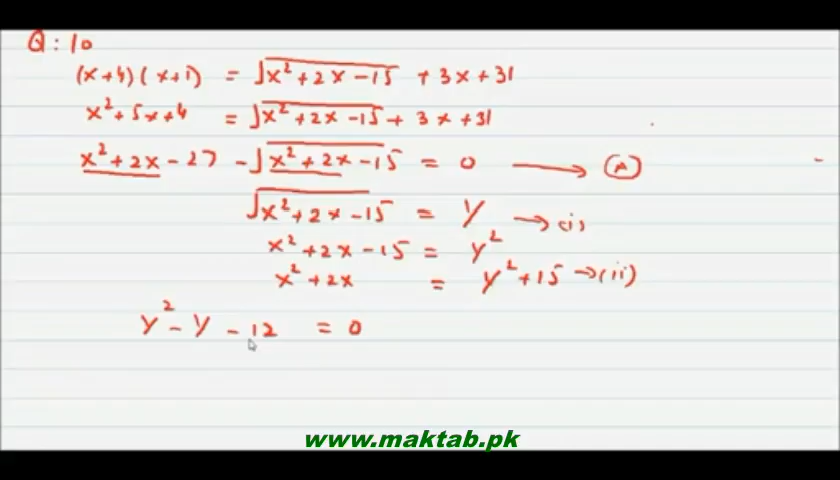 Q : 10
(x+4)(x+1) = √x²+2x-15 + 3x+31
x²+5x+4 = √x²+2x-15 + 3x+31
x²+2x-27 - √x²+2x-15 = 0 ⟶ (A)
√x²+2x-15 = y → (i)
x²+2x-15 = y²
x²+2x = y²+15 → (ii)
y²-y-12 = 0
www.maktab.pk